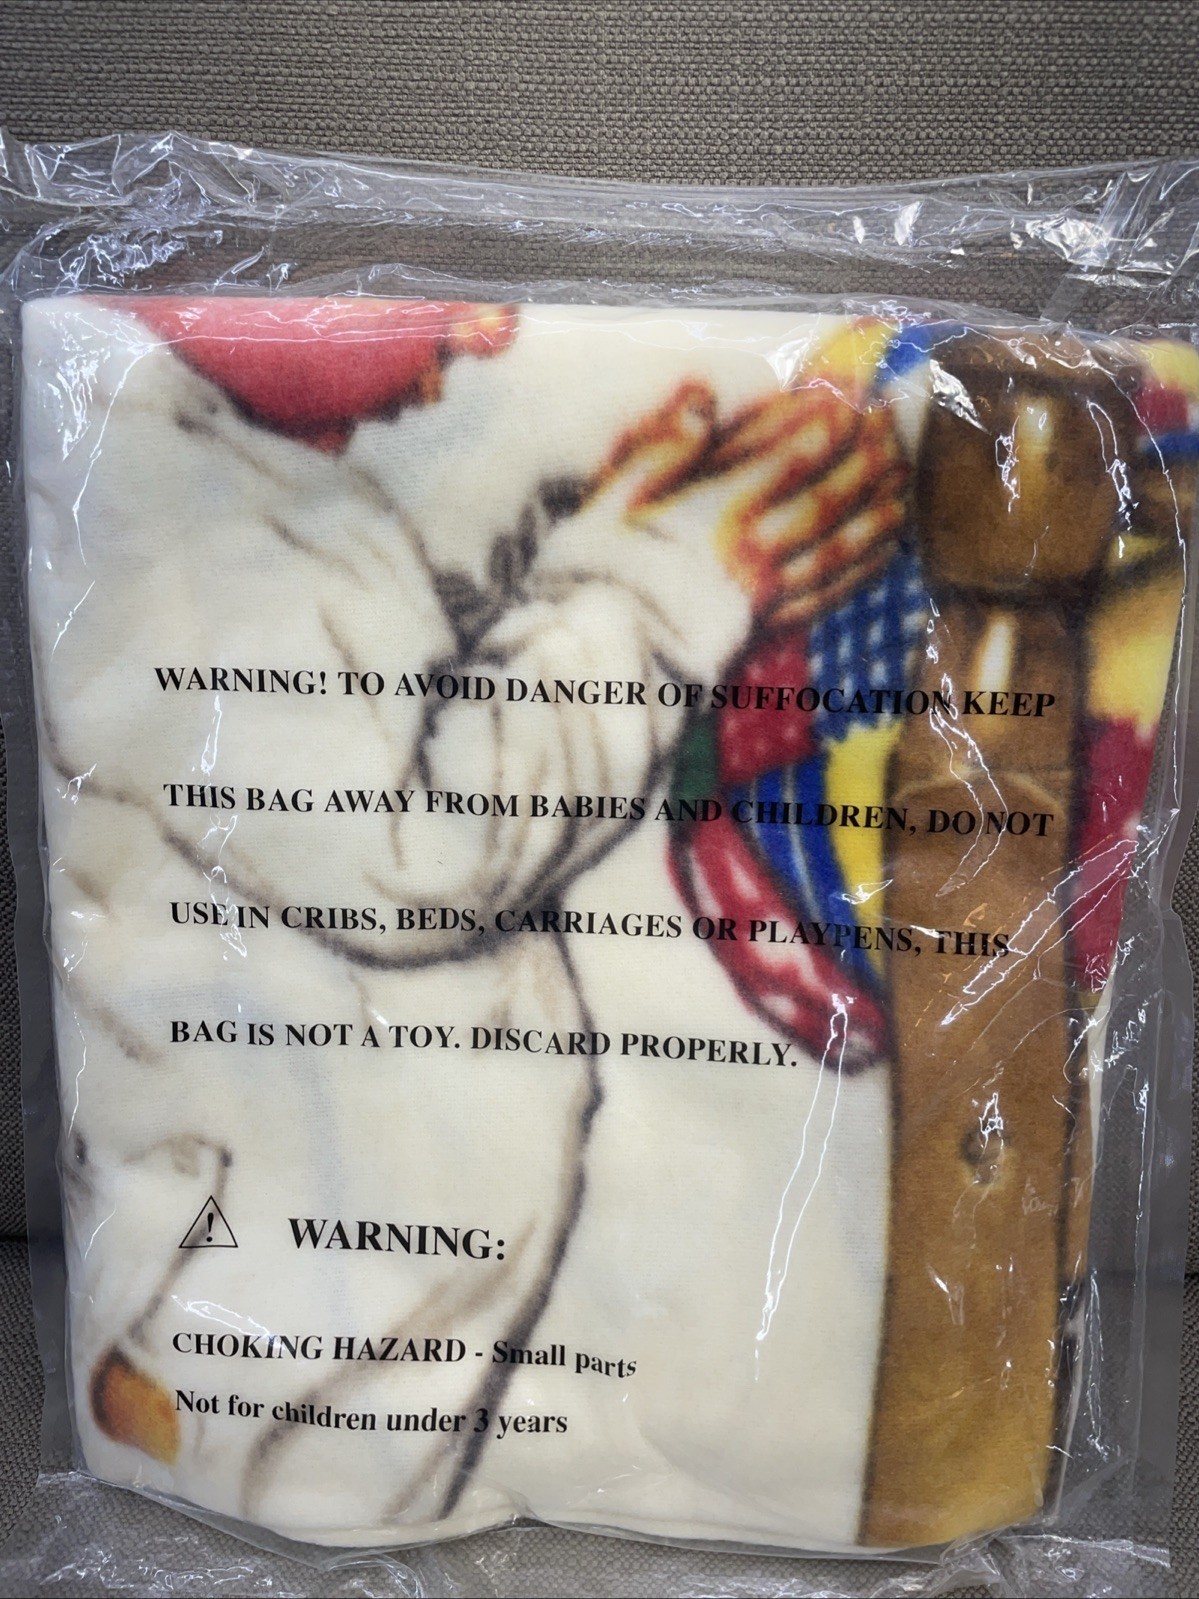 WARNING! TO AVOID DANGER OF SUFFOCATION KEEP
THIS BAG AWAY FROM BABIES AND CHILDREN, DO NOT
USE IN CRIBS, BEDS, CARRIAGES OR PLAYPENS, THIS
BAG IS NOT A TOY. DISCARD PROPERLY.
WARNING:
CHOKING HAZARD - Small parts
Not for children under 3 years